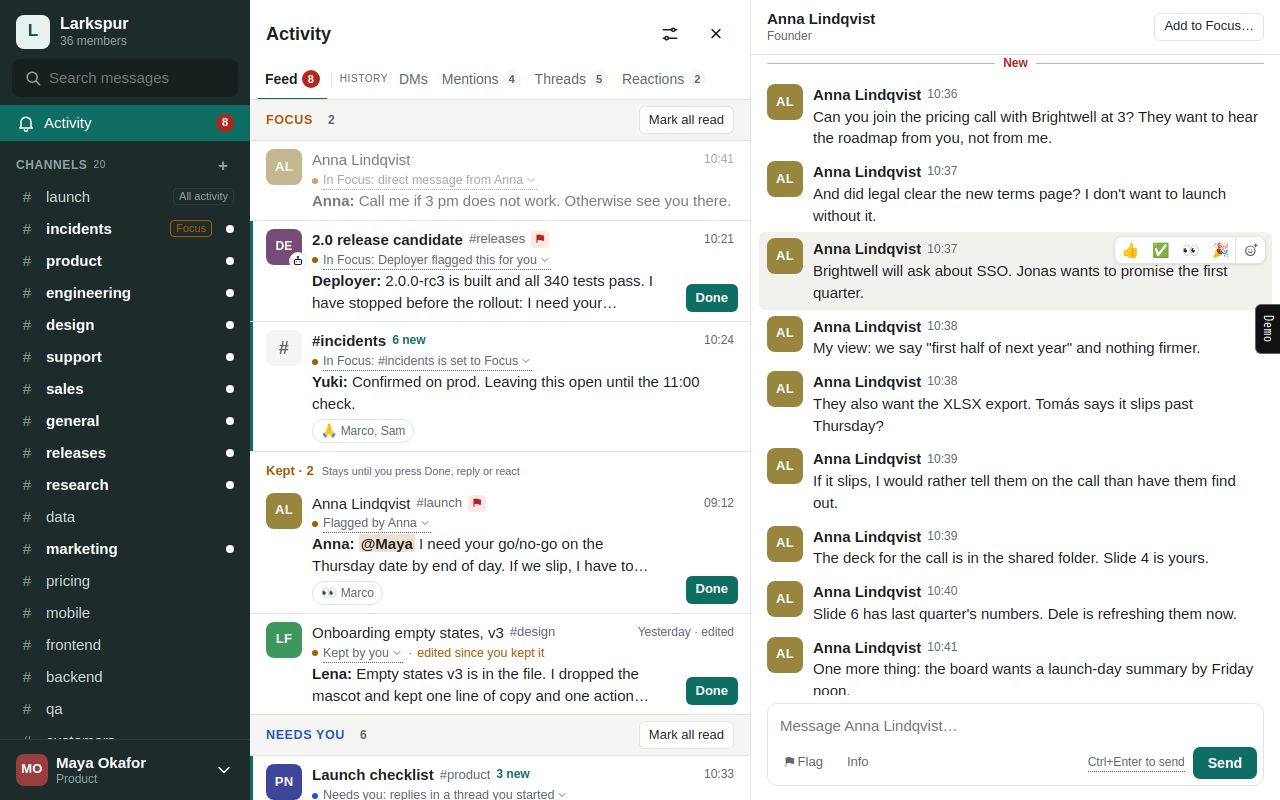 L
Larkspur
36 members
Search messages
Activity
8
CHANNELS 20
+
# launch
All activity
# incidents
Focus
# product
# engineering
# design
# support
# sales
# general
# releases
# research
# data
# marketing
# pricing
# mobile
# frontend
# backend
# qa
# customers
MO
Maya Okafor
Product
Activity
Feed 8
HISTORY
DMs
Mentions 4
Threads 5
Reactions 2
FOCUS 2
Mark all read
AL
Anna Lindqvist
10:41
In Focus: direct message from Anna
Anna: Call me if 3 pm does not work. Otherwise see you there.
DE
2.0 release candidate #releases
10:21
In Focus: Deployer flagged this for you
Deployer: 2.0.0-rc3 is built and all 340 tests pass. I
have stopped before the rollout: I need your…
Done
#
#incidents 6 new
10:24
In Focus: #incidents is set to Focus
Yuki: Confirmed on prod. Leaving this open until the 11:00
check.
🙏 Marco, Sam
Kept · 2 Stays until you press Done, reply or react
AL
Anna Lindqvist #launch
09:12
Flagged by Anna
Anna: @Maya I need your go/no-go on the
Thursday date by end of day. If we slip, I have to…
👀 Marco
Done
LF
Onboarding empty states, v3 #design
Yesterday · edited
Kept by you · edited since you kept it
Lena: Empty states v3 is in the file. I dropped the
mascot and kept one line of copy and one action…
Done
NEEDS YOU 6
Mark all read
PN
Launch checklist #product 3 new
10:33
Needs you: replies in a thread you started
Anna Lindqvist
Founder
Add to Focus…
New
AL
Anna Lindqvist 10:36
Can you join the pricing call with Brightwell at 3? They want to hear
the roadmap from you, not from me.
AL
Anna Lindqvist 10:37
And did legal clear the new terms page? I don't want to launch
without it.
AL
Anna Lindqvist 10:37
👍 ✅ 👀 🎉
Brightwell will ask about SSO. Jonas wants to promise the first
quarter.
Demo
AL
Anna Lindqvist 10:38
My view: we say "first half of next year" and nothing firmer.
AL
Anna Lindqvist 10:38
They also want the XLSX export. Tomás says it slips past
Thursday?
AL
Anna Lindqvist 10:39
If it slips, I would rather tell them on the call than have them find
out.
AL
Anna Lindqvist 10:39
The deck for the call is in the shared folder. Slide 4 is yours.
AL
Anna Lindqvist 10:40
Slide 6 has last quarter's numbers. Dele is refreshing them now.
AL
Anna Lindqvist 10:41
One more thing: the board wants a launch-day summary by Friday
noon.
Message Anna Lindqvist…
Flag
Info
Ctrl+Enter to send
Send